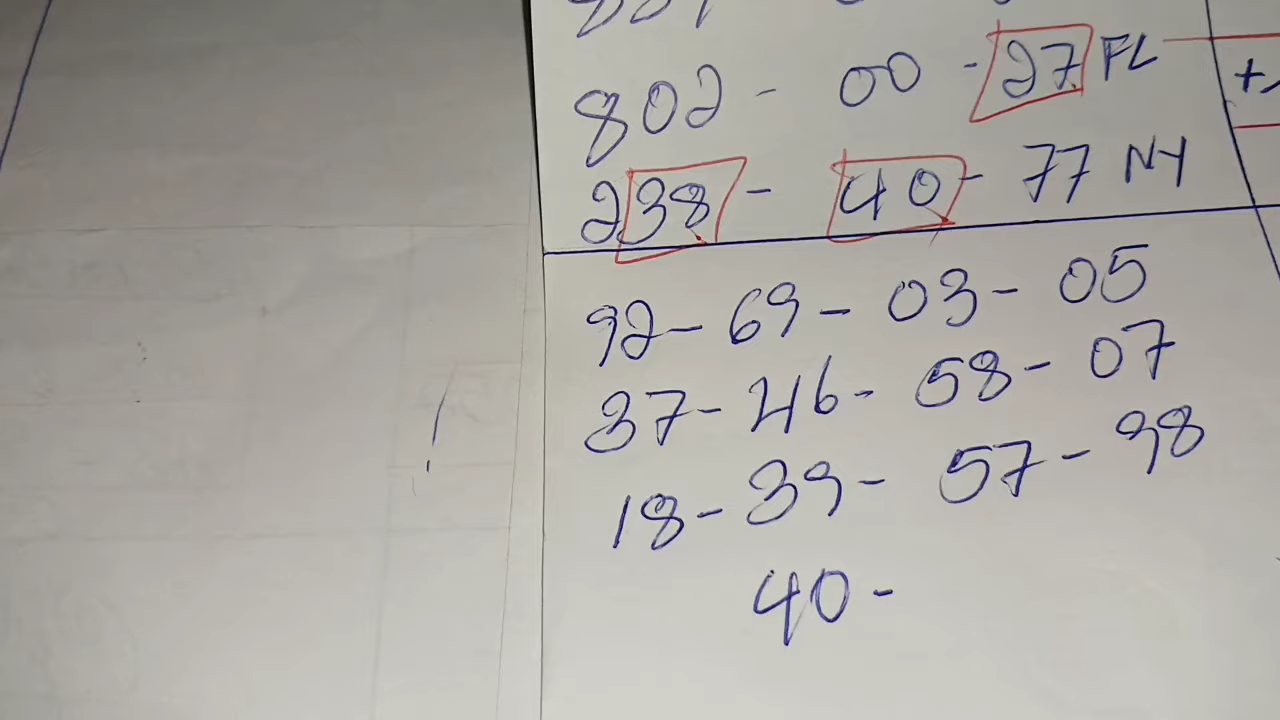 802 - 00 - 27 FL
238 - 40 - 77 NY
92 - 69 - 03 - 05
37 - 46 - 58 - 07
18 - 39 - 57 - 98
40 -